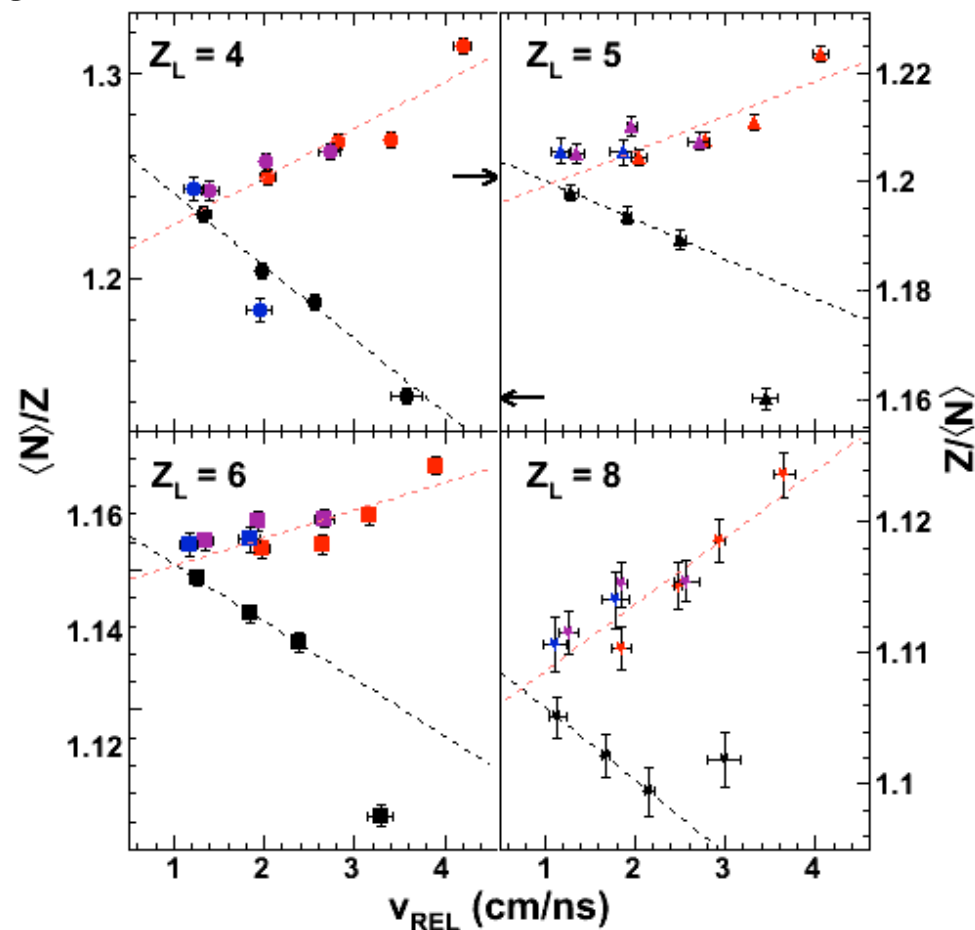 Z_L = 4
Z_L = 5
1.3
1.2
1.22
1.2
1.18
1.16
⟨N⟩/Z
Z/⟨N⟩
Z_L = 6
Z_L = 8
1.16
1.14
1.12
1.12
1.11
1.1
1 2 3 4
1 2 3 4
v_REL (cm/ns)